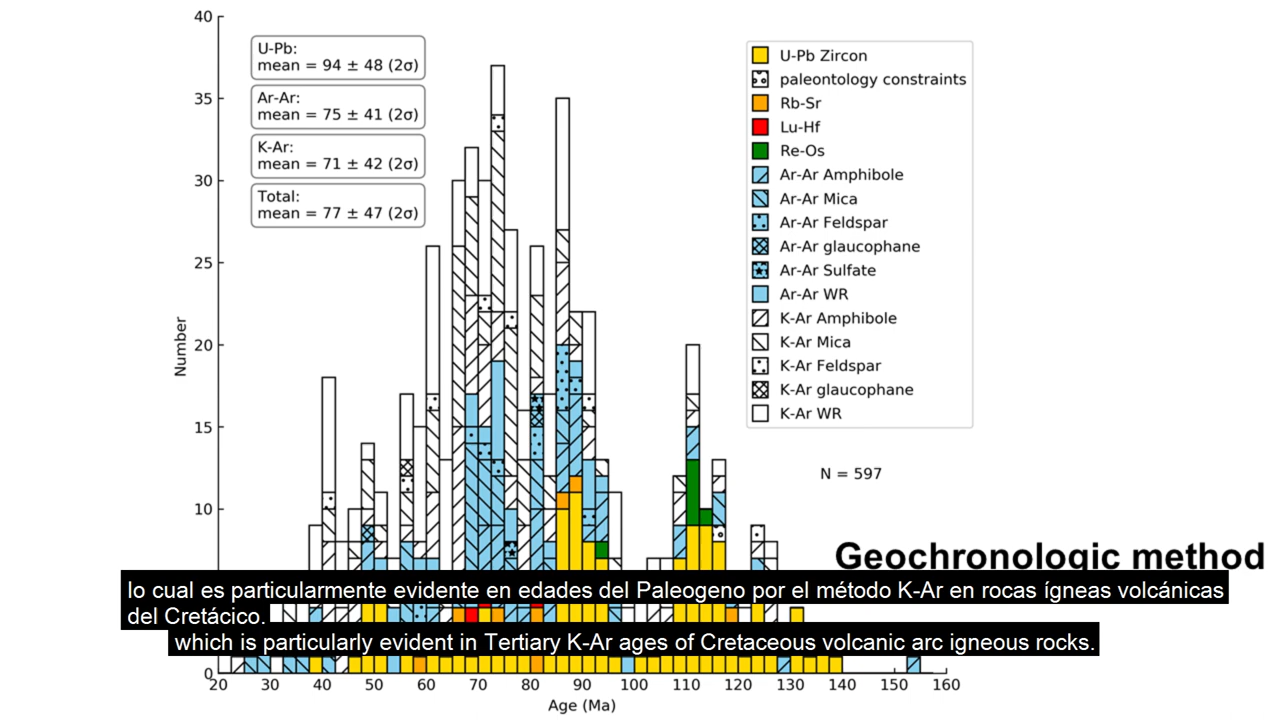 40
35
30
25
20
15
10
0
Number
U-Pb:
mean = 94 ± 48 (2σ)
Ar-Ar:
mean = 75 ± 41 (2σ)
K-Ar:
mean = 71 ± 42 (2σ)
Total:
mean = 77 ± 47 (2σ)
U-Pb Zircon
paleontology constraints
Rb-Sr
Lu-Hf
Re-Os
Ar-Ar Amphibole
Ar-Ar Mica
Ar-Ar Feldspar
Ar-Ar glaucophane
Ar-Ar Sulfate
Ar-Ar WR
K-Ar Amphibole
K-Ar Mica
K-Ar Feldspar
K-Ar glaucophane
K-Ar WR
N = 597
Geochronologic method
lo cual es particularmente evidente en edades del Paleogeno por el método K-Ar en rocas ígneas volcánicas
del Cretácico.
which is particularly evident in Tertiary K-Ar ages of Cretaceous volcanic arc igneous rocks.
20 30 40 50 60 70 80 90 100 110 120 130 140 150 160
Age (Ma)